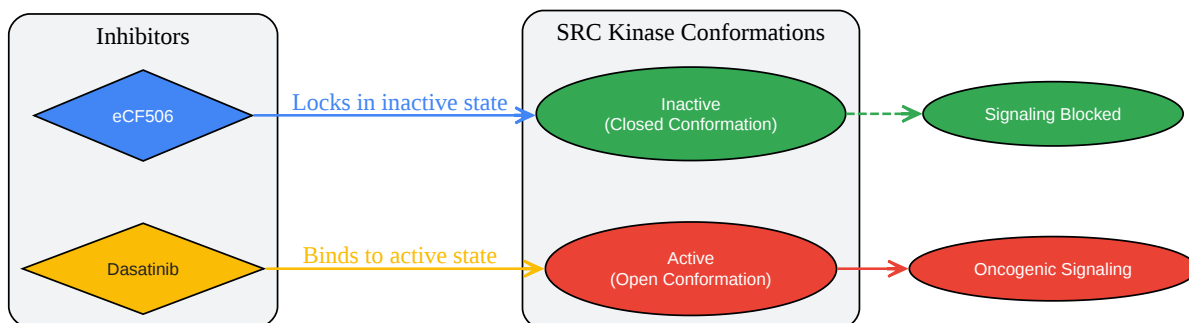 Inhibitors
SRC Kinase Conformations
eCF506
Locks in inactive state
Inactive
(Closed Conformation)
Signaling Blocked
Dasatinib
Binds to active state
Active
(Open Conformation)
Oncogenic Signaling